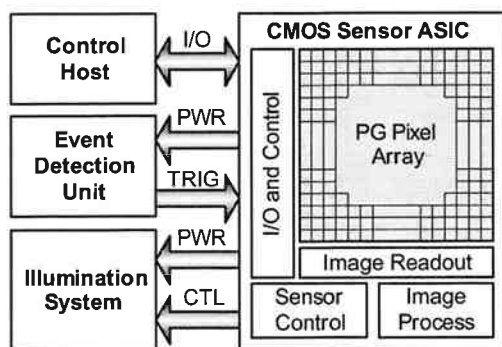 Control
Host
Event
Detection
Unit
Illumination
System
I/O
PWR
TRIG
PWR
CTL
CMOS Sensor ASIC
I/O and Control
PG Pixel
Array
Image Readout
Sensor
Control
Image
Process